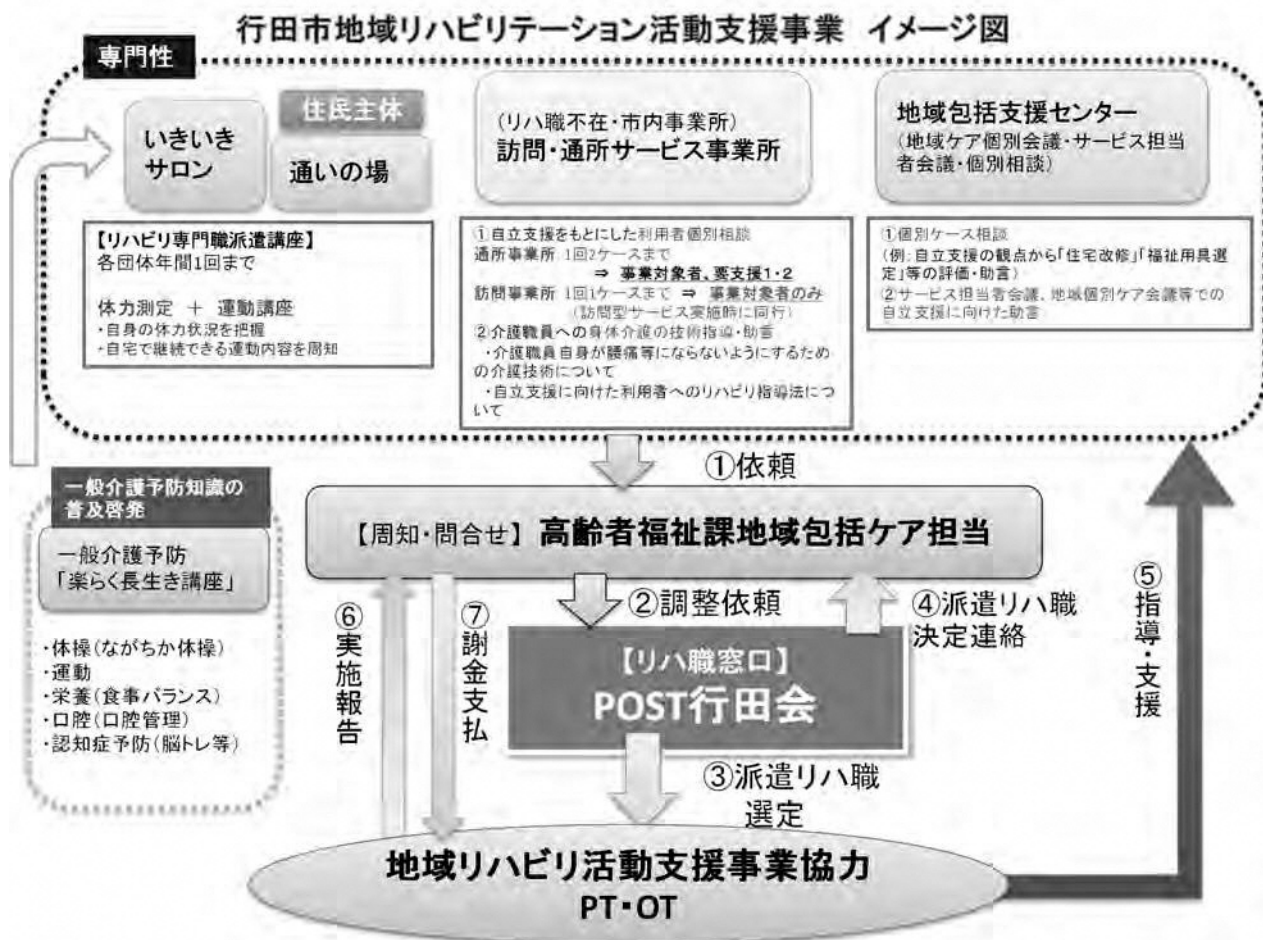 行田市地域リハビリテーション活動支援事業 イメージ図
専門性
いきいき
サロン
住民主体
通いの場
(リハ職不在・市内事業所)
訪問・通所サービス事業所
地域包括支援センター
(地域ケア個別会議・サービス担当
者会議・個別相談)
【リハビリ専門職派遣講座】
各団体年間1回まで
体力測定 + 運動講座
・自身の体力状況を把握
・自宅で継続できる運動内容を周知
①自立支援をもとにした利用者個別相談
通所事業所 1回2ケースまで
⇒ 事業対象者、要支援1・2
訪問事業所 1回1ケースまで ⇒ 事業対象者のみ
(訪問型サービス実施時に同行)
②介護職員への身体介護の技術指導・助言
・介護職員自身が腰痛等にならないようにするため
の介護技術について
・自立支援に向けた利用者へのリハビリ指導法につ
いて
①個別ケース相談
(例:自立支援の観点から「住宅改修」「福祉用具選
定」等の評価・助言)
②サービス担当者会議、地域個別ケア会議等での
自立支援に向けた助言
①依頼
一般介護予防知識の
普及啓発
一般介護予防
「楽らく長生き講座」
・体操(ながちか体操)
・運動
・栄養(食事バランス)
・口腔(口腔管理)
・認知症予防(脳トレ等)
【周知・問合せ】高齢者福祉課地域包括ケア担当
⑥実施報告
⑦謝金支払
②調整依頼
④派遣リハ職
決定連絡
⑤指導・支援
【リハ職窓口】
POST行田会
③派遣リハ職
選定
地域リハビリ活動支援事業協力
PT・OT